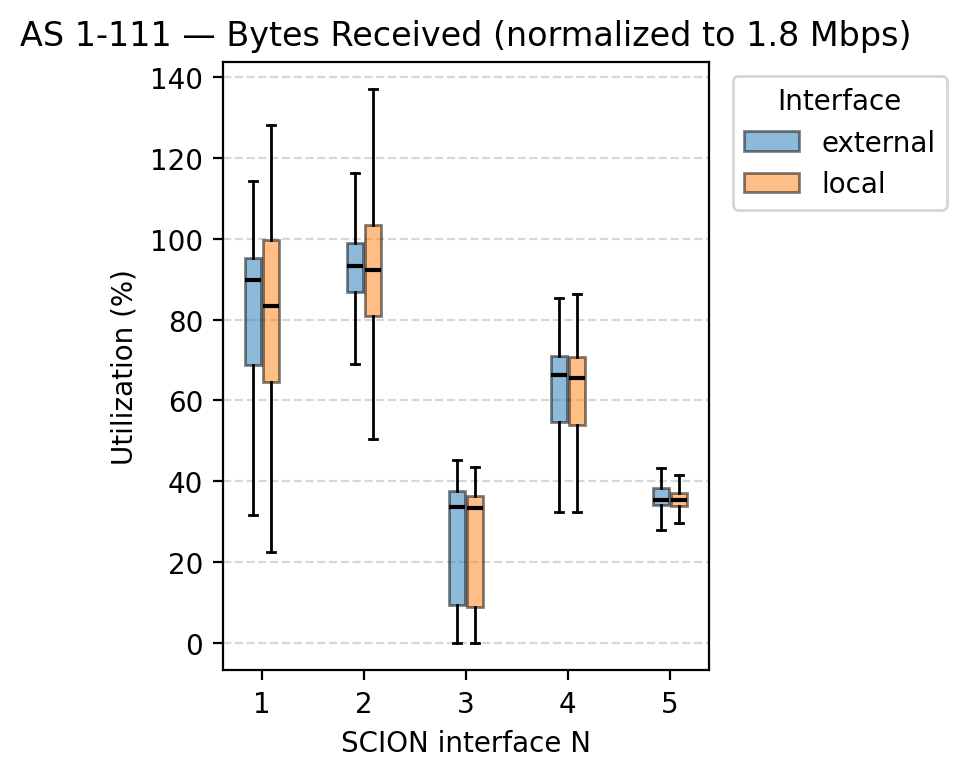 AS 1-111 — Bytes Received (normalized to 1.8 Mbps)
Utilization (%)
140
120
100
80
60
40
20
0
1 2 3 4 5
SCION interface N
Interface
external
local